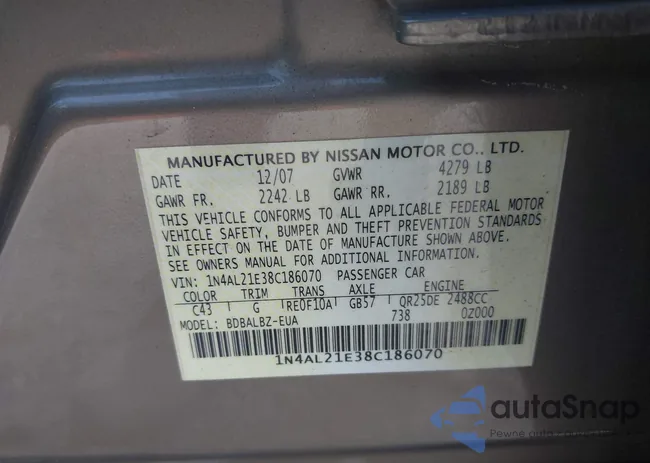 MANUFACTURED BY NISSAN MOTOR CO., LTD.
DATE 12/07 GVWR 4279 LB
GAWR FR. 2242 LB GAWR RR. 2189 LB
THIS VEHICLE CONFORMS TO ALL APPLICABLE FEDERAL MOTOR
VEHICLE SAFETY, BUMPER AND THEFT PREVENTION STANDARDS
IN EFFECT ON THE DATE OF MANUFACTURE SHOWN ABOVE.
SEE OWNERS MANUAL FOR ADDITIONAL INFORMATION.
VIN: 1N4AL21E38C186070 PASSENGER CAR
COLOR TRIM TRANS AXLE ENGINE
C43 G RE0F10A GB57 QR25DE 2488CC
MODEL: BDBALBZ-EUA 738 0Z000
1N4AL21E38C186070
autaSnap
Pewne auto z